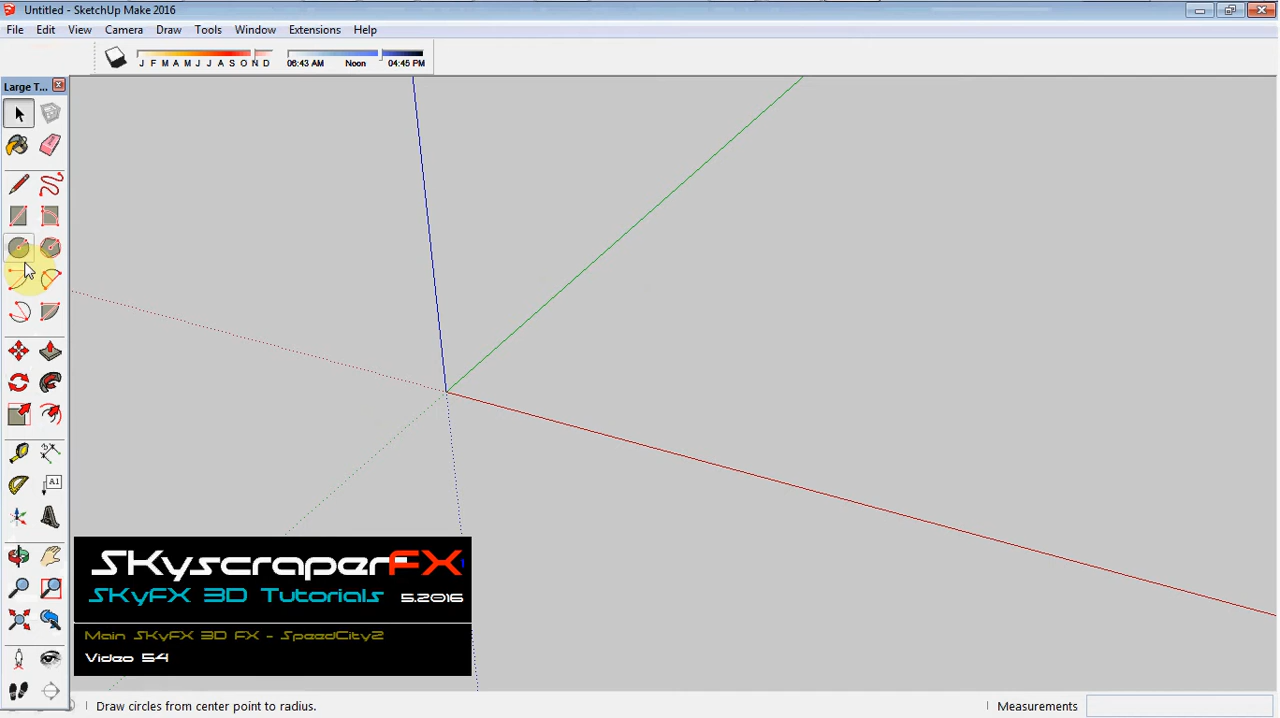 Untitled - SketchUp Make 2016
File Edit View Camera Draw Tools Window Extensions Help
J F M A M J J A S O N D 06:43 AM Noon 04:45 PM
Large T...
A1
SKyscraperFX
SKyFX 3D Tutorials 5.2016
Main SKyFX 3D FX - SpeedCity2
Video 54
Draw circles from center point to radius. Measurements